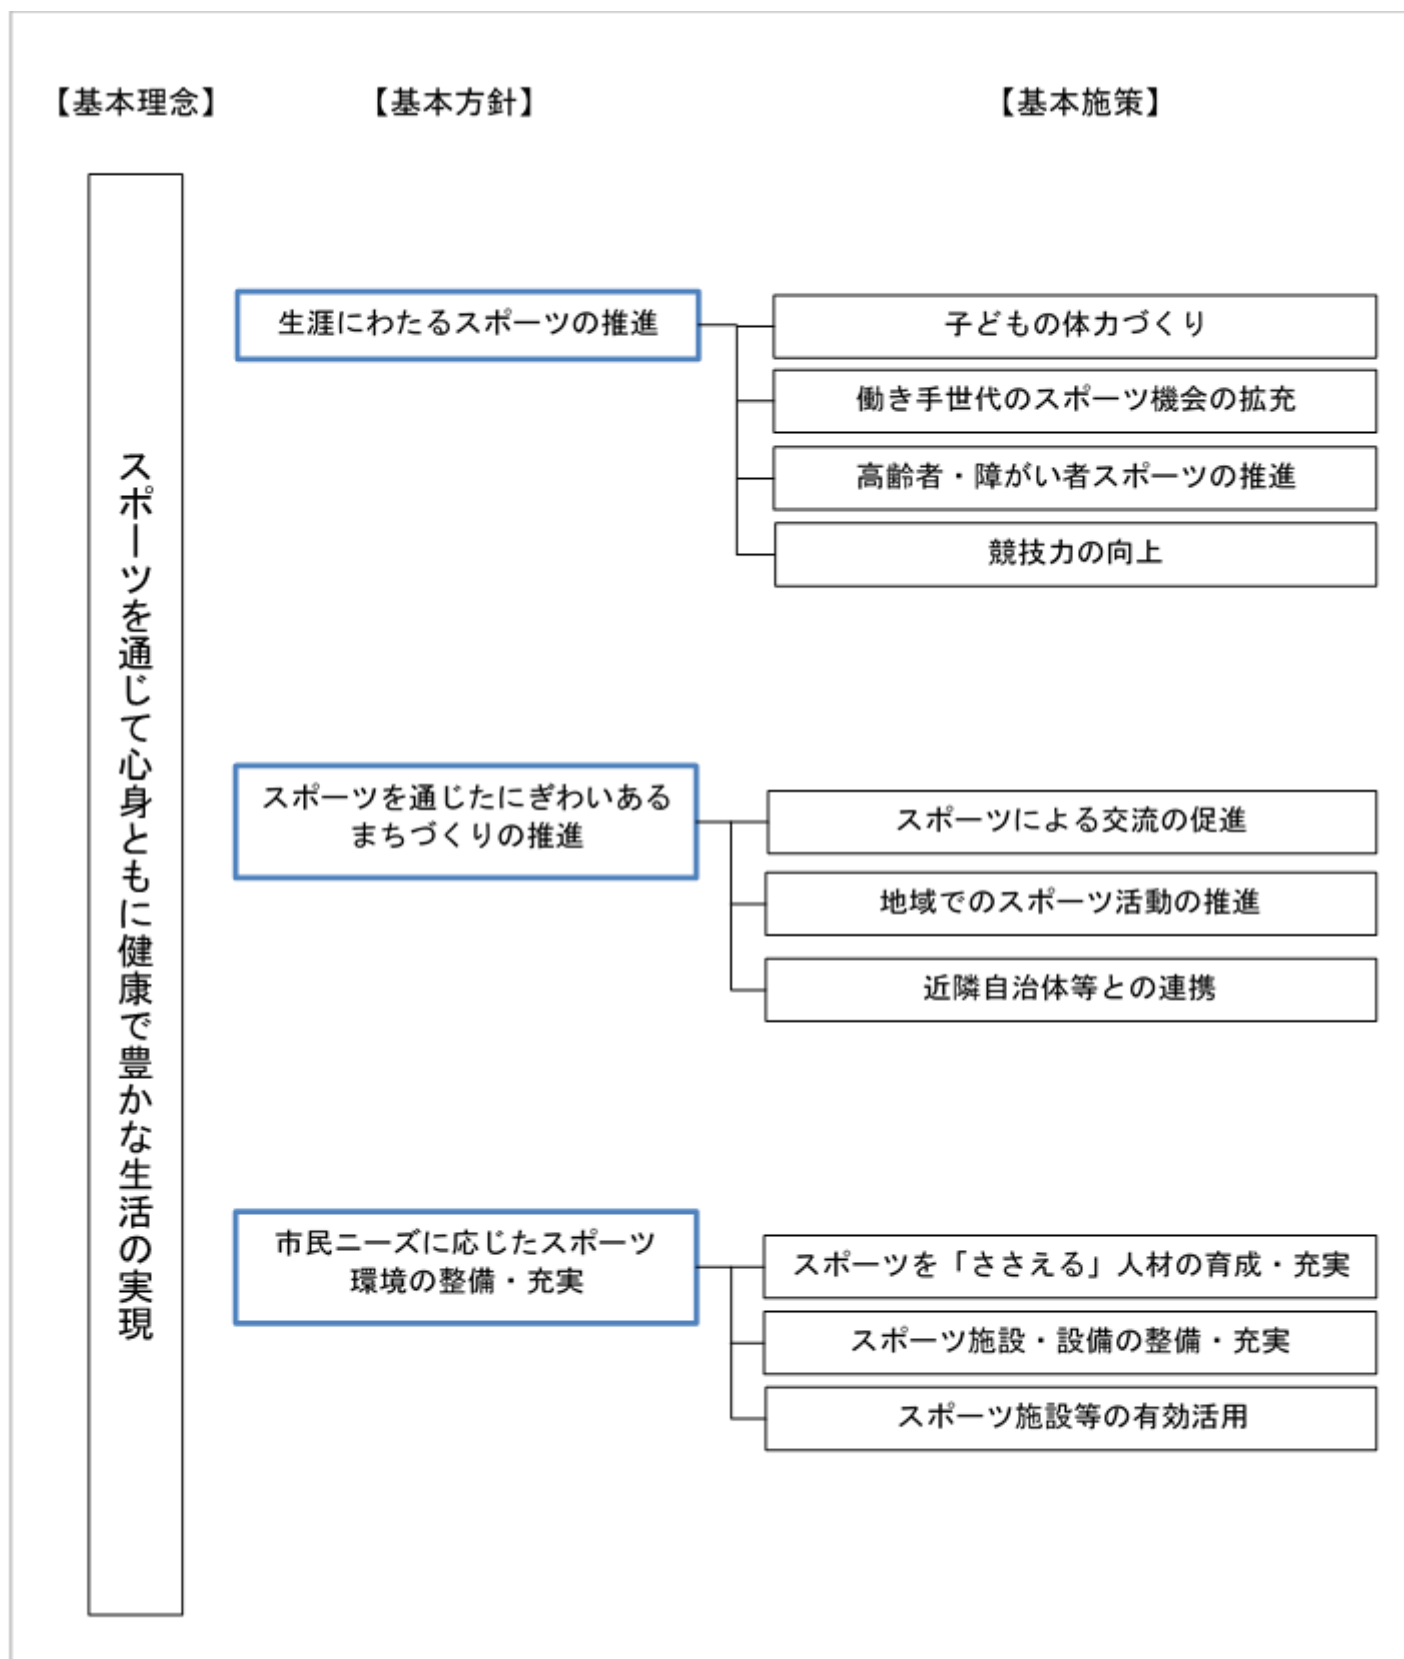 【基本理念】
【基本方針】
【基本施策】
スポーツを通じて心身ともに健康で豊かな生活の実現
生涯にわたるスポーツの推進
子どもの体力づくり
働き手世代のスポーツ機会の拡充
高齢者・障がい者スポーツの推進
競技力の向上
スポーツを通じたにぎわいある
まちづくりの推進
スポーツによる交流の促進
地域でのスポーツ活動の推進
近隣自治体等との連携
市民ニーズに応じたスポーツ
環境の整備・充実
スポーツを「ささえる」人材の育成・充実
スポーツ施設・設備の整備・充実
スポーツ施設等の有効活用